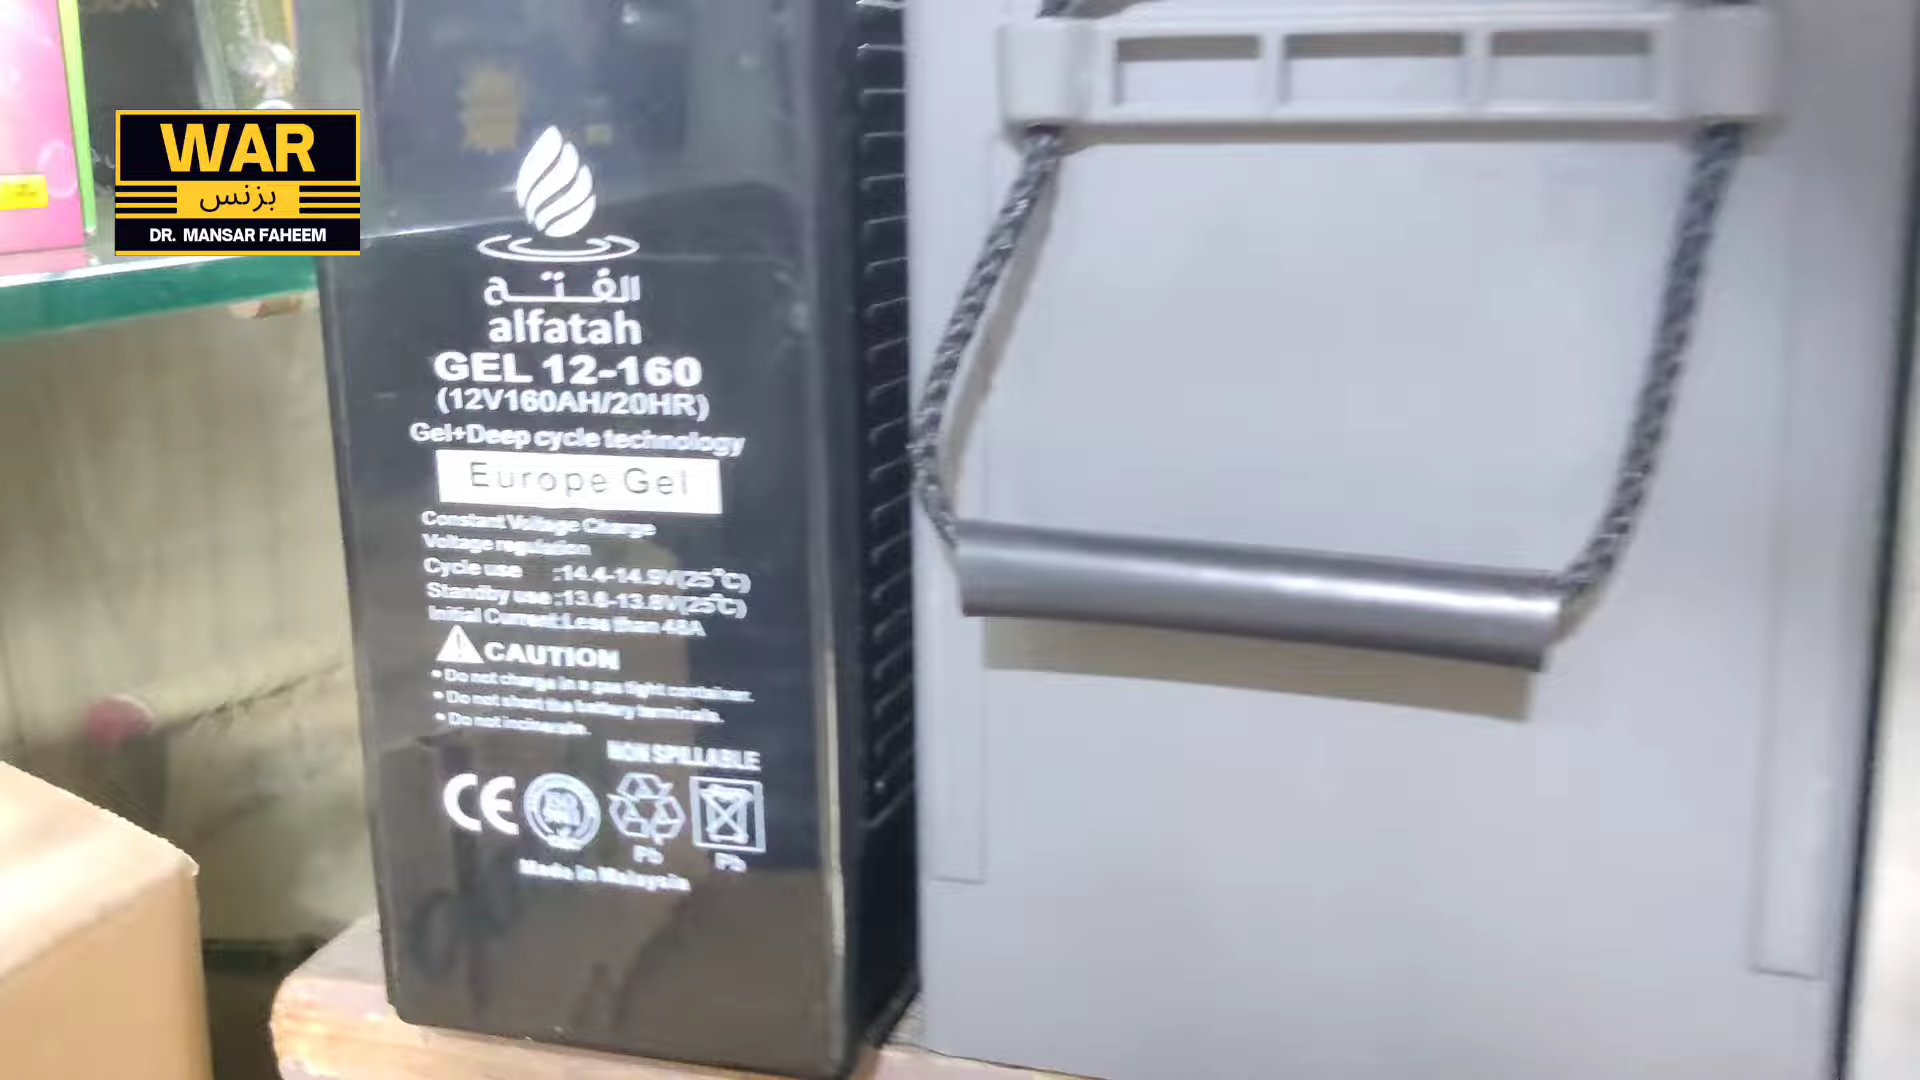 WAR
بزنس
DR. MANSAR FAHEEM
الفتح
alfatah
GEL 12-160
(12V160AH/20HR)
Gel+Deep cycle technology
Europe Gel
Constant Voltage Charge
Voltage regulation
Cycle use :14.4-14.9V(25°C)
Standby use :13.6-13.8V(25°C)
Initial Current:Less than 48A
CAUTION
• Do not charge in a gas tight container.
• Do not short the battery terminals.
• Do not incinerate.
NON SPILLABLE
CE
Pb
Pb
Made in Malaysia